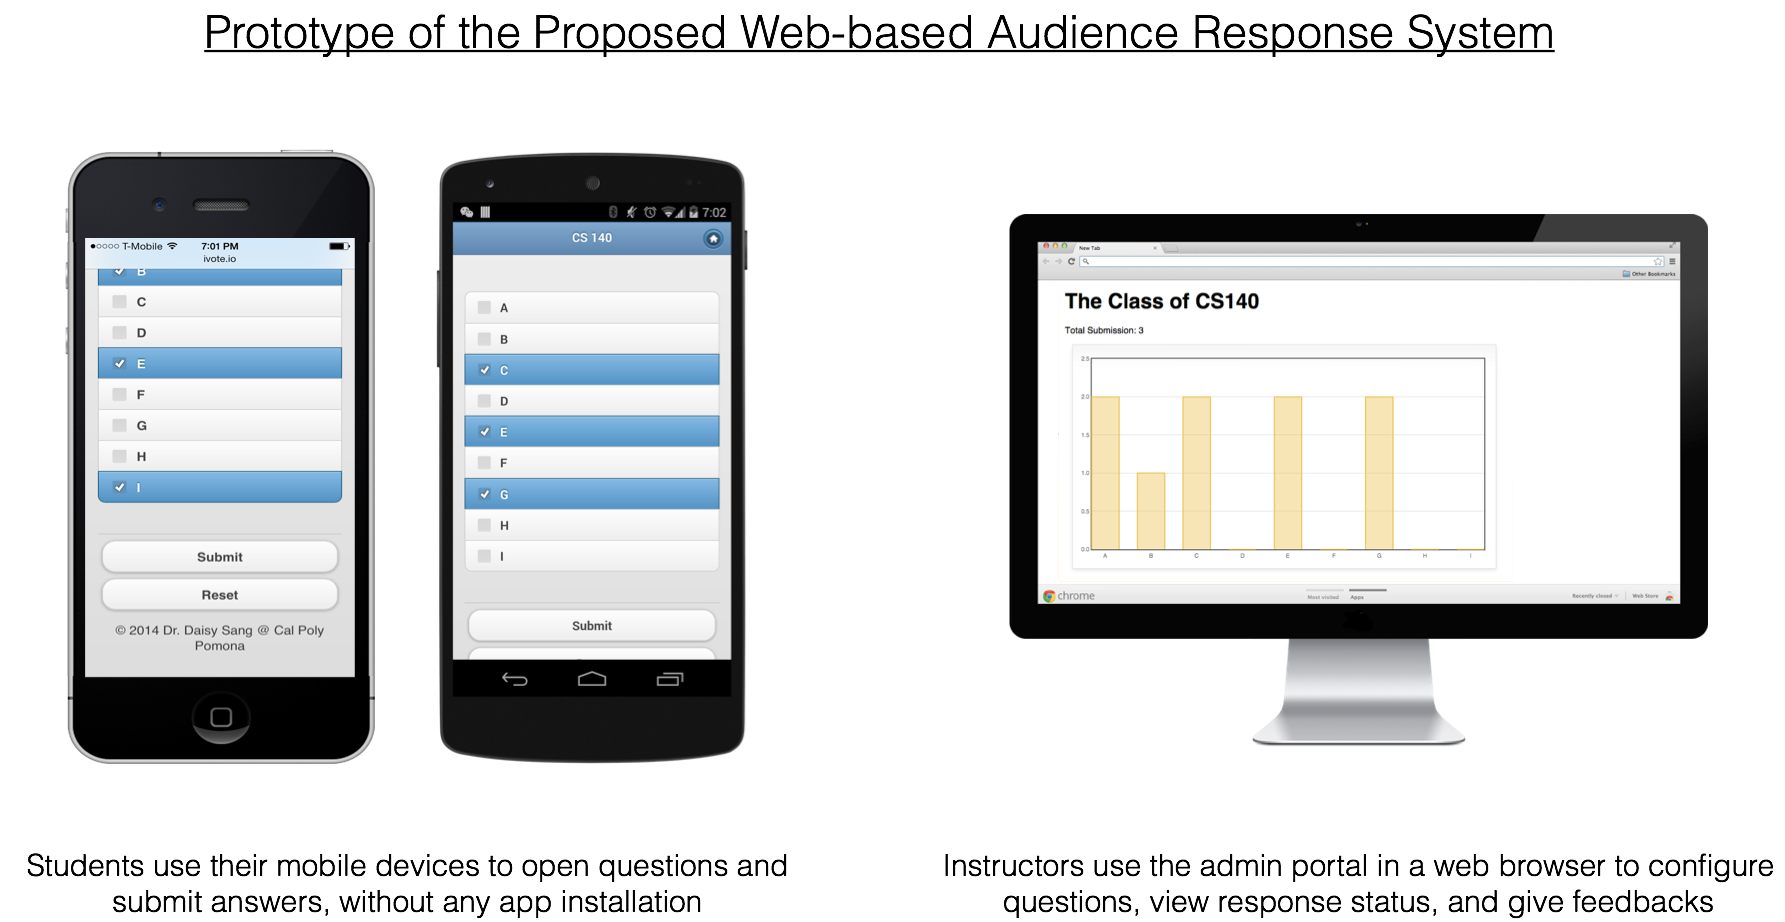 Prototype of the Proposed Web-based Audience Response System
T-Mobile 7:01 PM
ivote.io
B
C
D
E
F
G
H
I
Submit
Reset
© 2014 Dr. Daisy Sang @ Cal Poly
Pomona
7:02
CS 140
A
B
C
D
E
F
G
H
I
Submit
New Tab
Other Bookmarks
The Class of CS140
Total Submission: 3
2.5
2.0
1.5
1.0
0.5
0.0
A B C D E F G H I
chrome Most visited Apps Recently closed Web Store
Students use their mobile devices to open questions and
submit answers, without any app installation
Instructors use the admin portal in a web browser to configure
questions, view response status, and give feedbacks